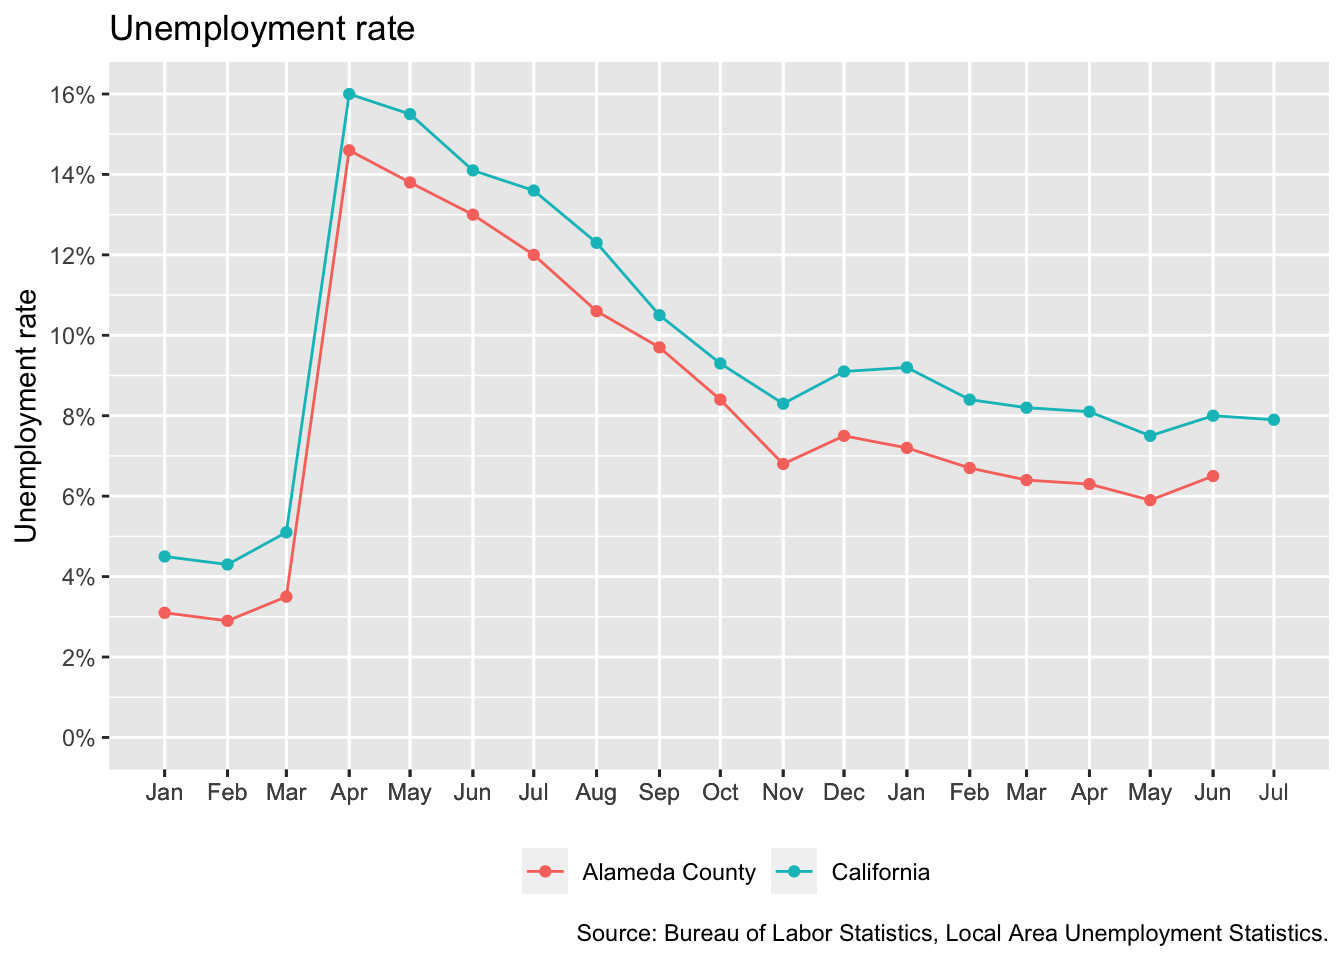 Unemployment rate
Unemployment rate
16%
14%
12%
10%
8%
6%
4%
2%
0%
Jan Feb Mar Apr May Jun Jul Aug Sep Oct Nov Dec Jan Feb Mar Apr May Jun Jul
Alameda County California
Source: Bureau of Labor Statistics, Local Area Unemployment Statistics.